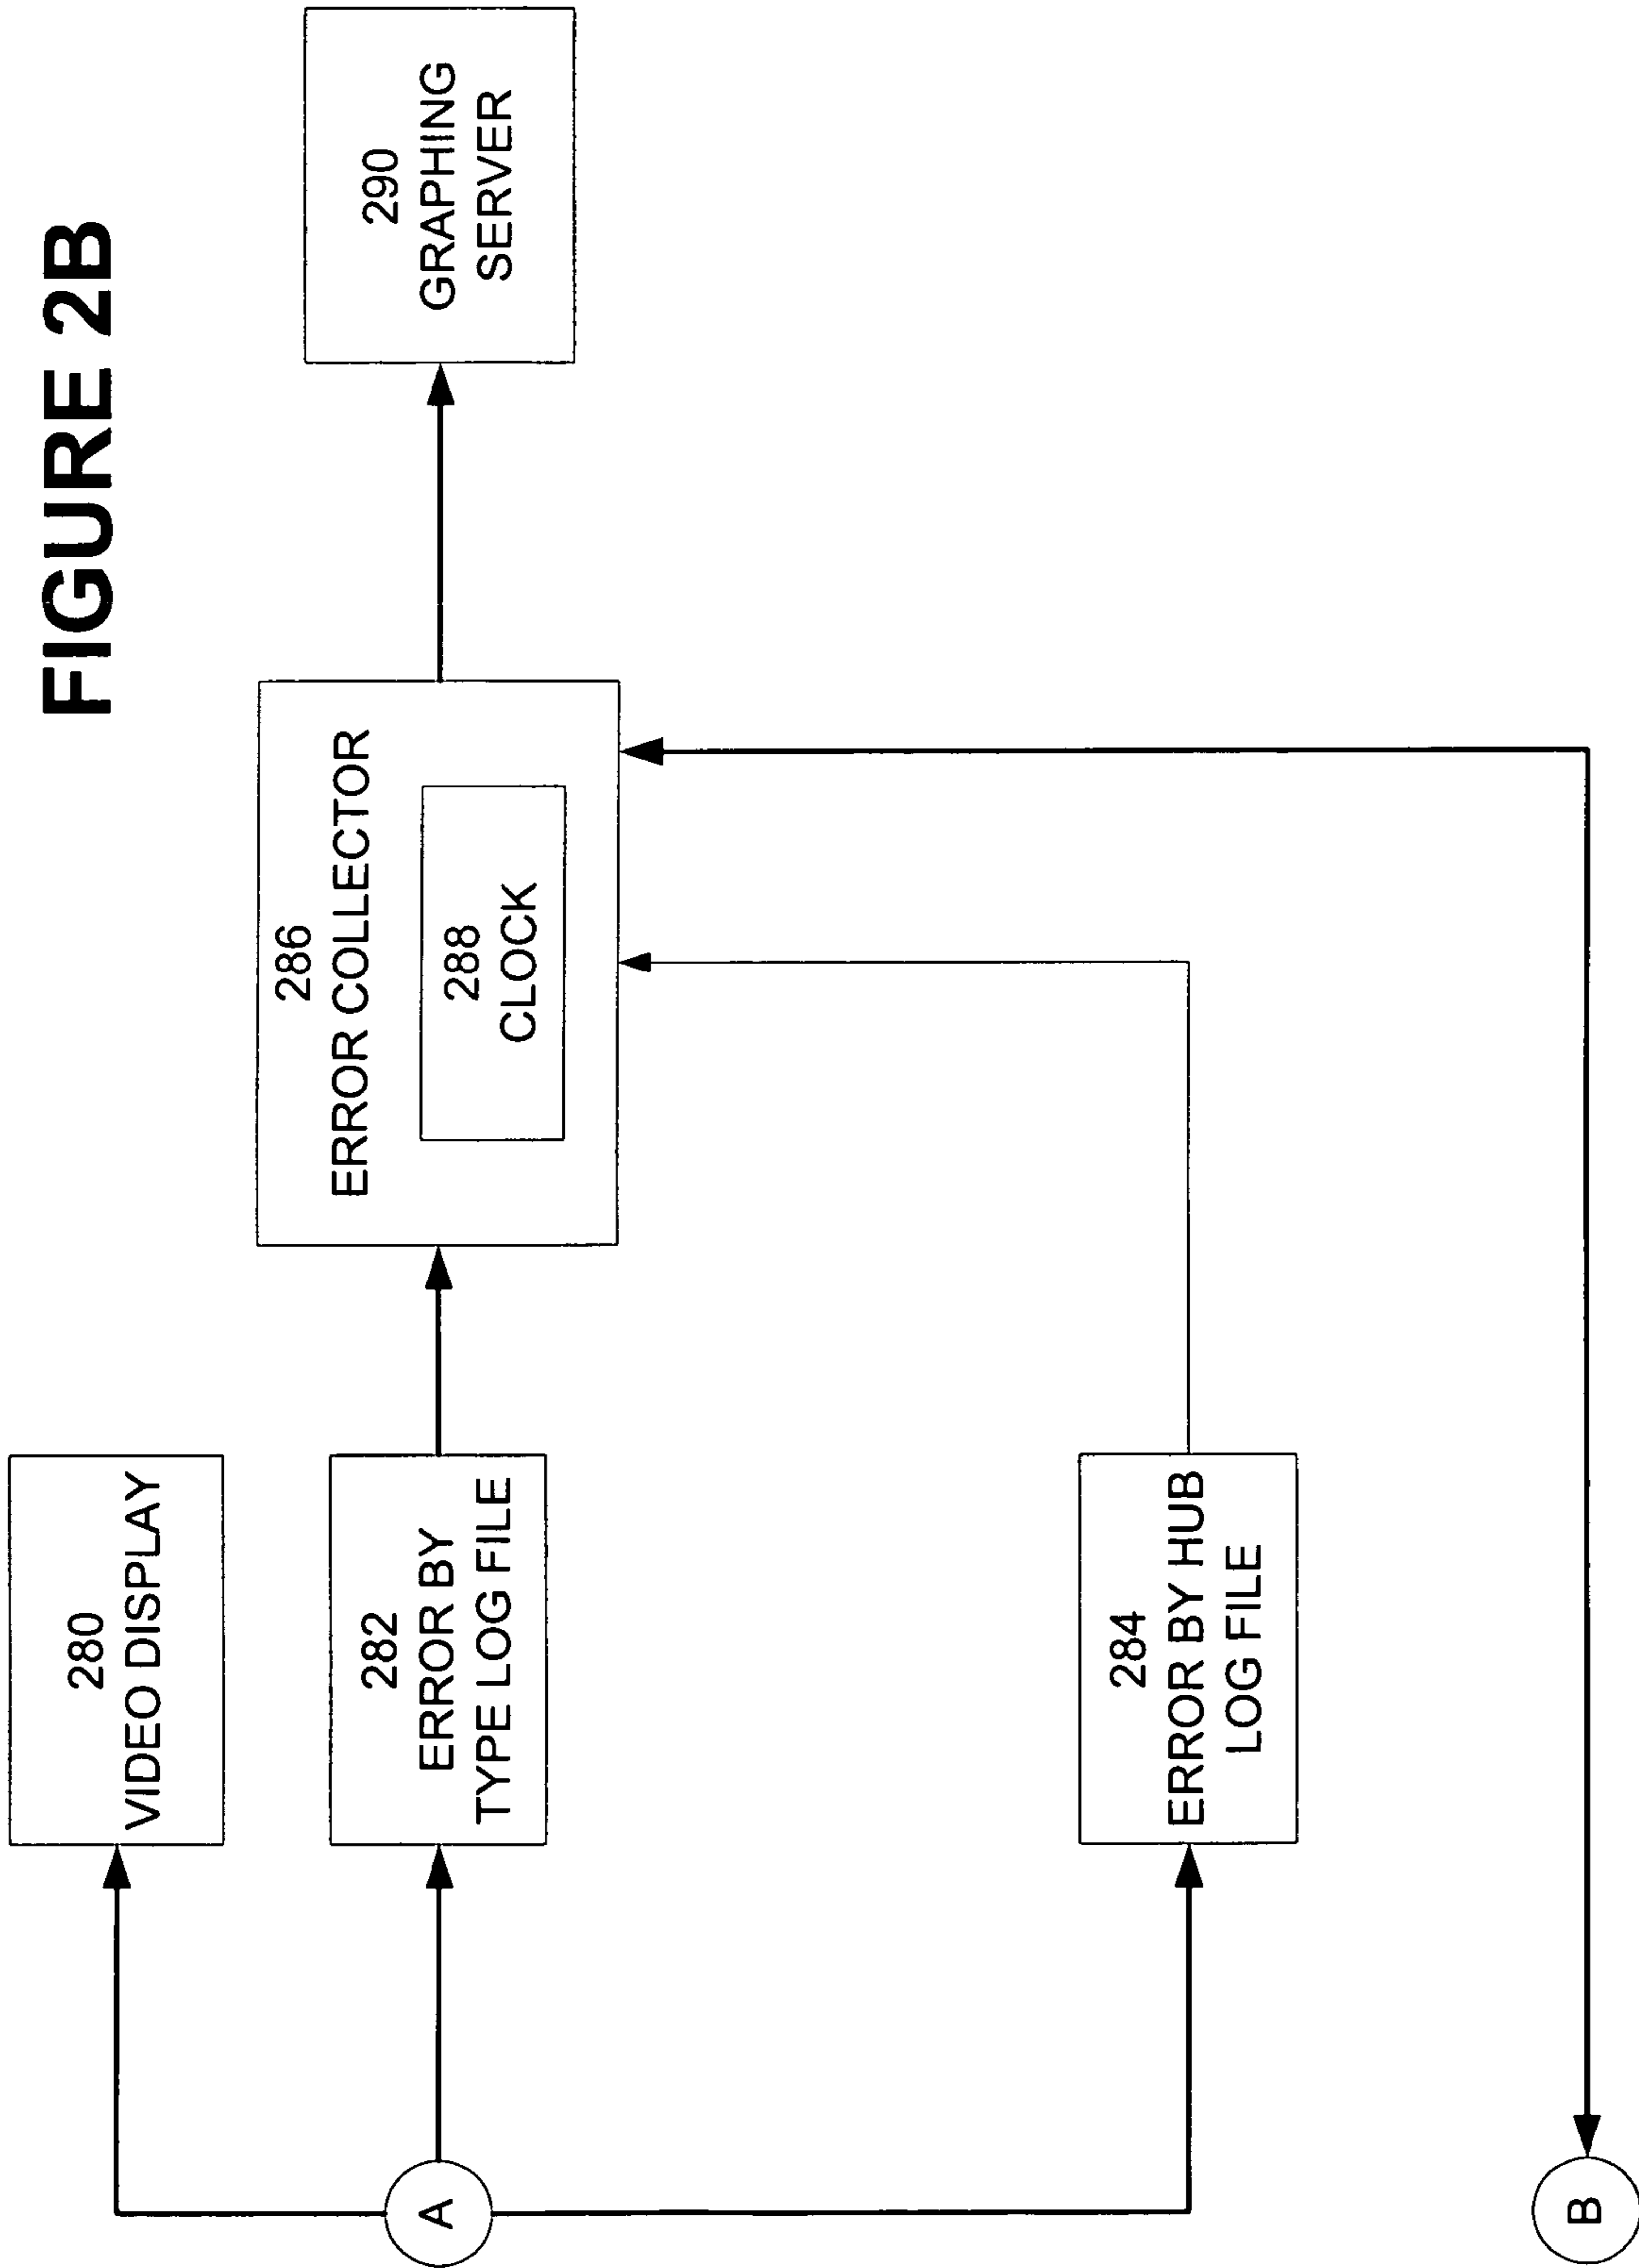 FIGURE 2B
280
VIDEO DISPLAY
282
ERROR BY
TYPE LOG FILE
286
ERROR COLLECTOR
288
CLOCK
290
GRAPHING
SERVER
A
284
ERROR BY HUB
LOG FILE
B